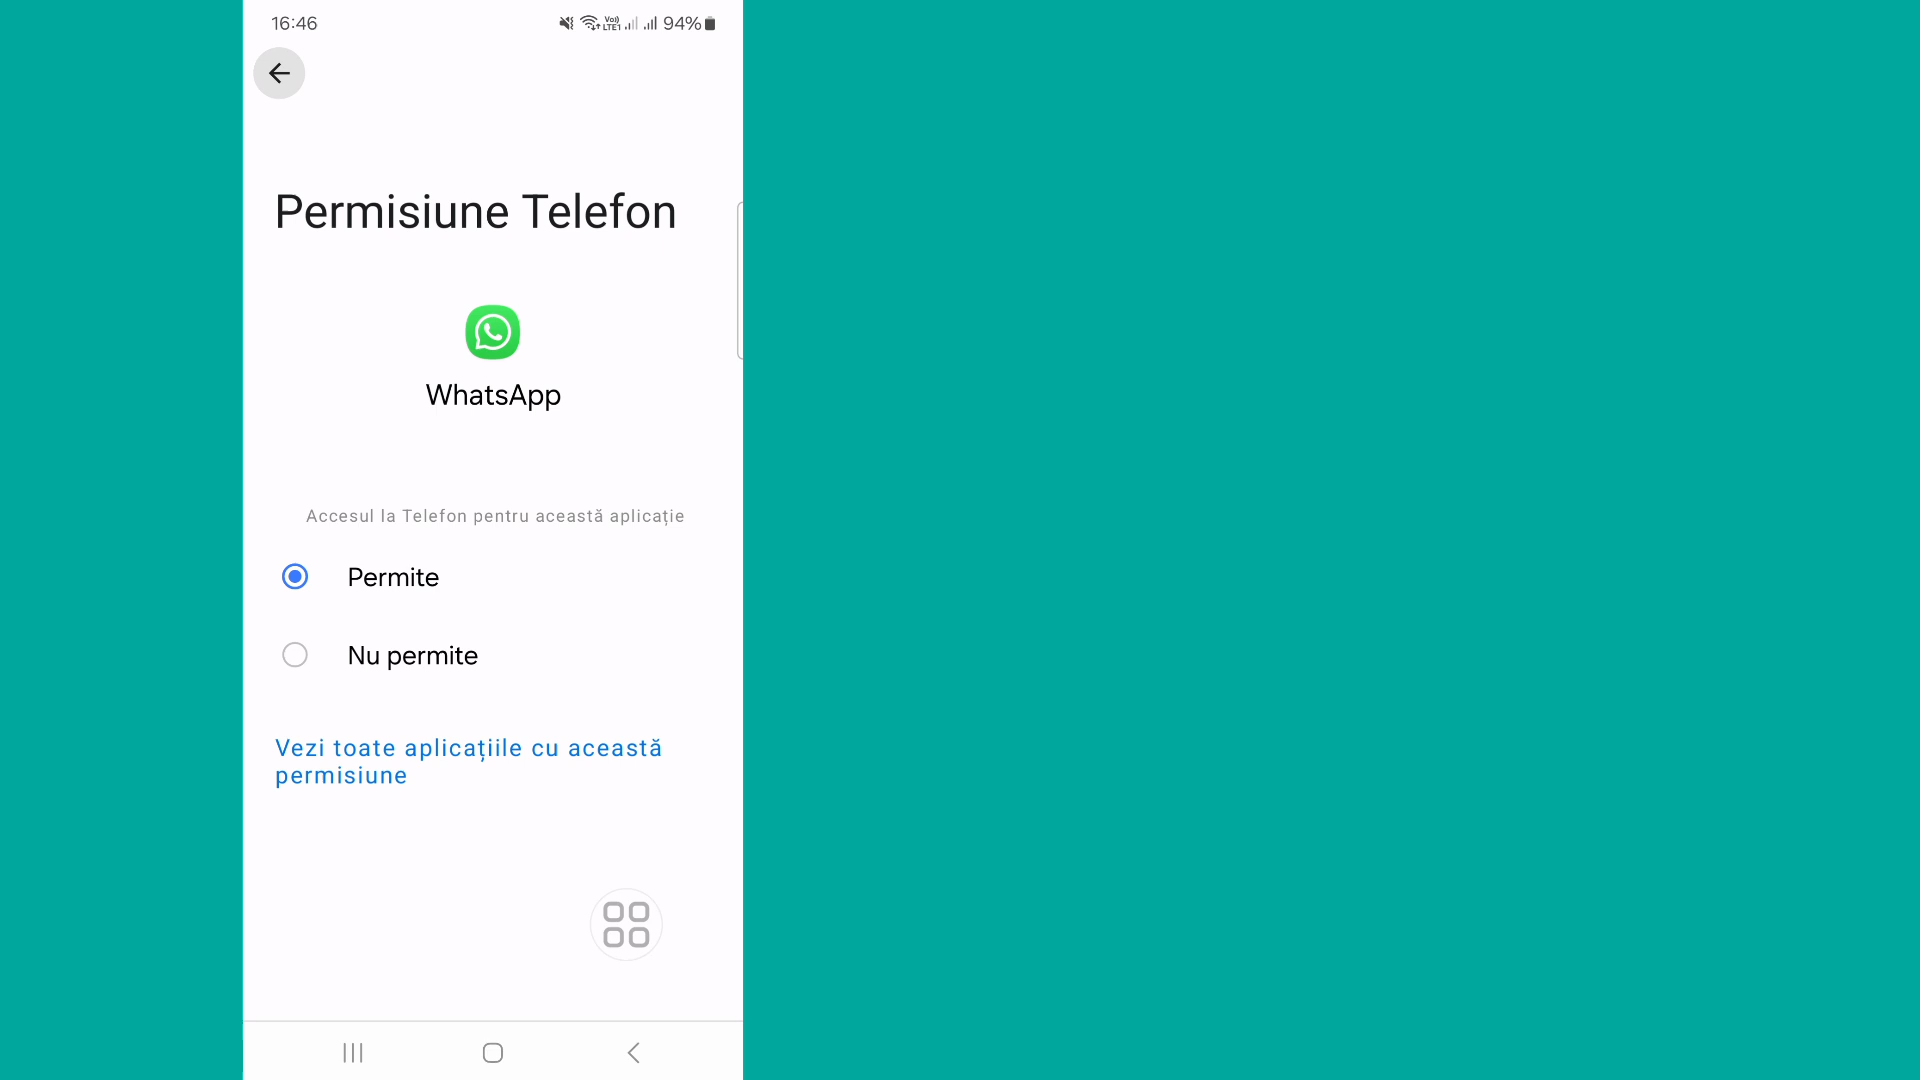 16:46
94%
Permisiune Telefon
WhatsApp
Accesul la Telefon pentru această aplicație
Permite
Nu permite
Vezi toate aplicațiile cu această
permisiune